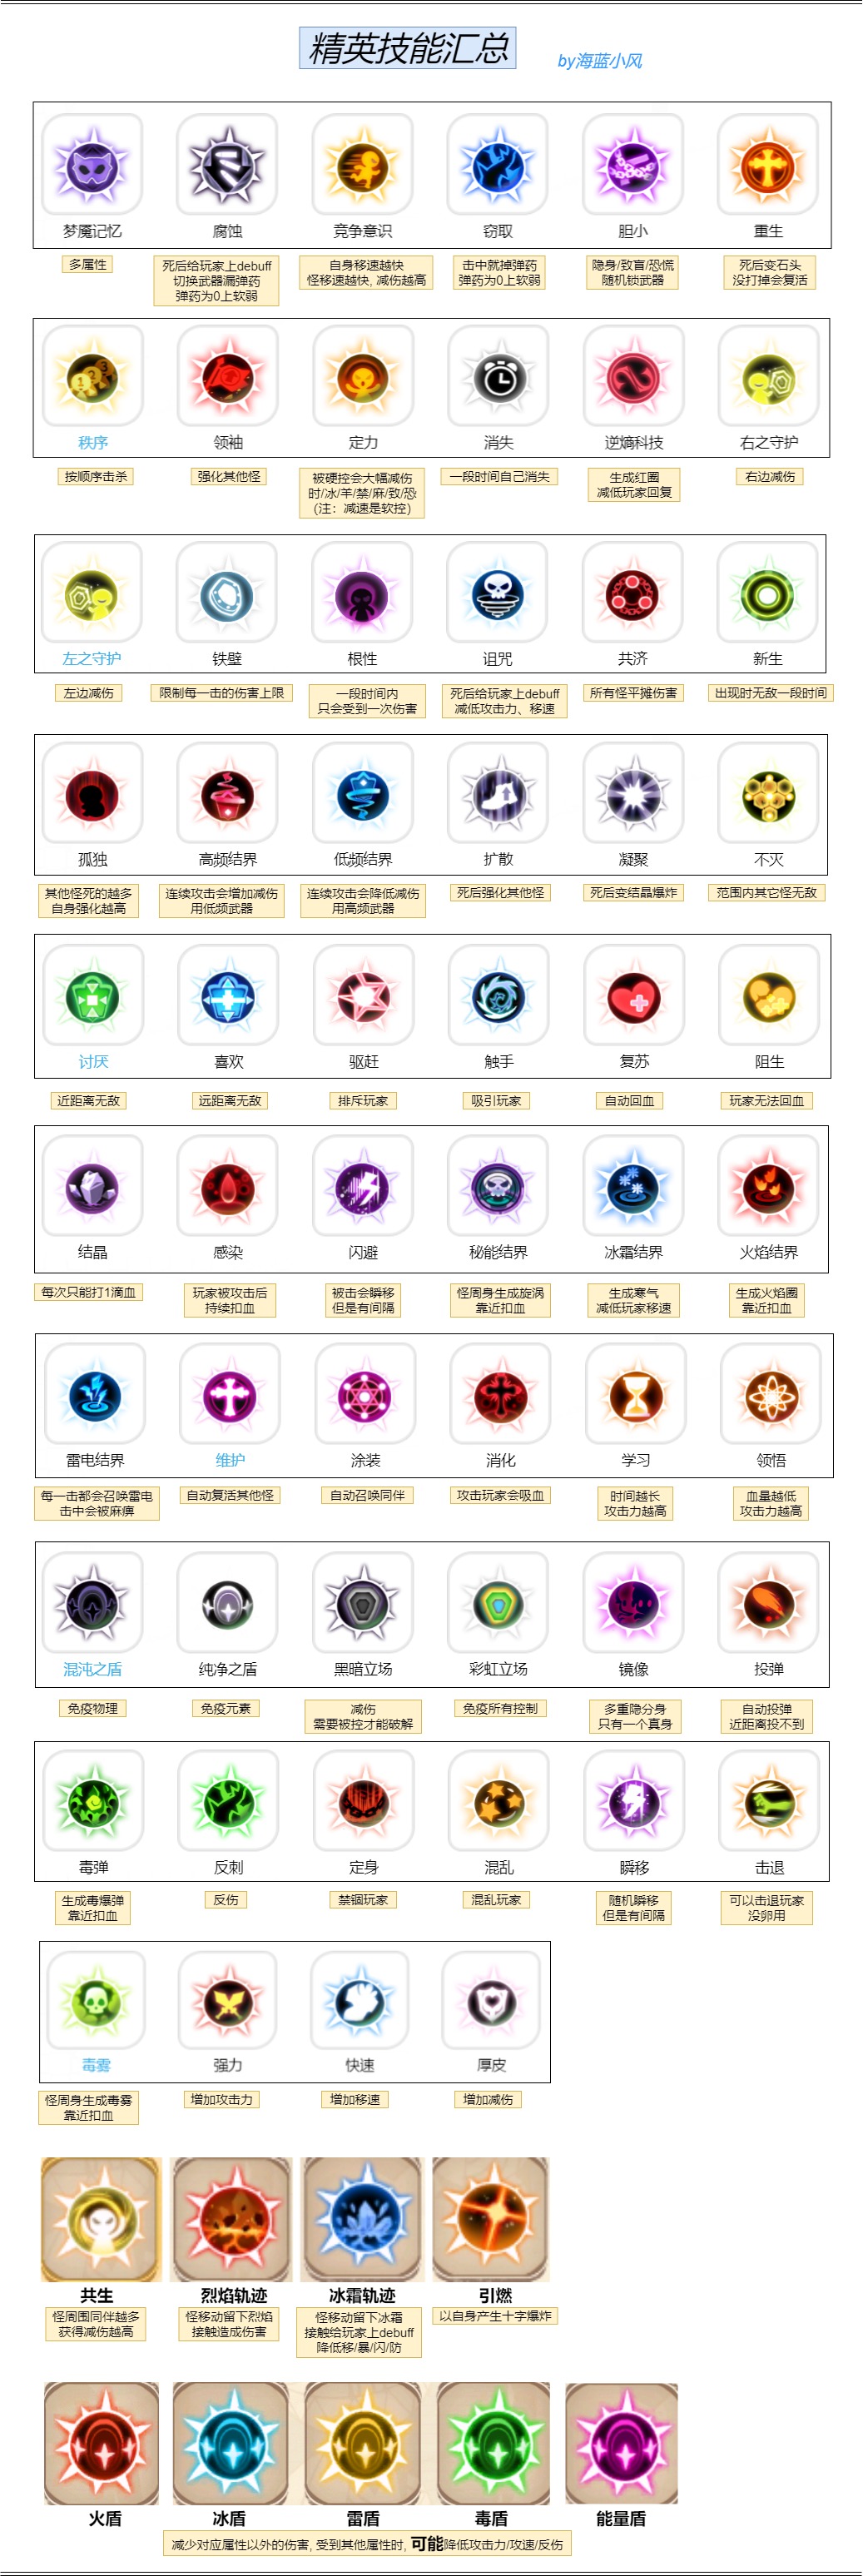 精英技能汇总
by海蓝小风
梦魇记忆 腐蚀 竞争意识 窃取 胆小 重生
多属性
死后给玩家上debuff
切换武器漏弹药
弹药为0上软弱
自身移速越快
怪移速越快, 减伤越高
击中就掉弹药
弹药为0上软弱
隐身/致盲/恐慌
随机锁武器
死后变石头
没打掉会复活
秩序 领袖 定力 消失 逆熵科技 右之守护
按顺序击杀
强化其他怪
被硬控会大幅减伤
时/冰/羊/禁/麻/致/恐
(注：减速是软控)
一段时间自己消失
生成红圈
减低玩家回复
右边减伤
左之守护 铁壁 根性 诅咒 共济 新生
左边减伤
限制每一击的伤害上限
一段时间内
只会受到一次伤害
死后给玩家上debuff
减低攻击力、移速
所有怪平摊伤害
出现时无敌一段时间
孤独 高频结界 低频结界 扩散 凝聚 不灭
其他怪死的越多
自身强化越高
连续攻击会增加减伤
用低频武器
连续攻击会降低减伤
用高频武器
死后强化其他怪
死后变结晶爆炸
范围内其它怪无敌
讨厌 喜欢 驱赶 触手 复苏 阻生
近距离无敌
远距离无敌
排斥玩家
吸引玩家
自动回血
玩家无法回血
结晶 感染 闪避 秘能结界 冰霜结界 火焰结界
每次只能打1滴血
玩家被攻击后
持续扣血
被击会瞬移
但是有间隔
怪周身生成旋涡
靠近扣血
生成寒气
减低玩家移速
生成火焰圈
靠近扣血
雷电结界 维护 涂装 消化 学习 领悟
每一击都会召唤雷电
击中会被麻痹
自动复活其他怪
自动召唤同伴
攻击玩家会吸血
时间越长
攻击力越高
血量越低
攻击力越高
混沌之盾 纯净之盾 黑暗立场 彩虹立场 镜像 投弹
免疫物理
免疫元素
减伤
需要被控才能破解
免疫所有控制
多重隐分身
只有一个真身
自动投弹
近距离投不到
毒弹 反刺 定身 混乱 瞬移 击退
生成毒爆弹
靠近扣血
反伤
禁锢玩家
混乱玩家
随机瞬移
但是有间隔
可以击退玩家
没卵用
毒雾 强力 快速 厚皮
怪周身生成毒雾
靠近扣血
增加攻击力
增加移速
增加减伤
共生 烈焰轨迹 冰霜轨迹 引燃
怪周围同伴越多
获得减伤越高
怪移动留下烈焰
接触造成伤害
怪移动留下冰霜
接触给玩家上debuff
降低移/暴/闪/防
以自身产生十字爆炸
火盾 冰盾 雷盾 毒盾 能量盾
减少对应属性以外的伤害, 受到其他属性时, 可能降低攻击力/攻速/反伤